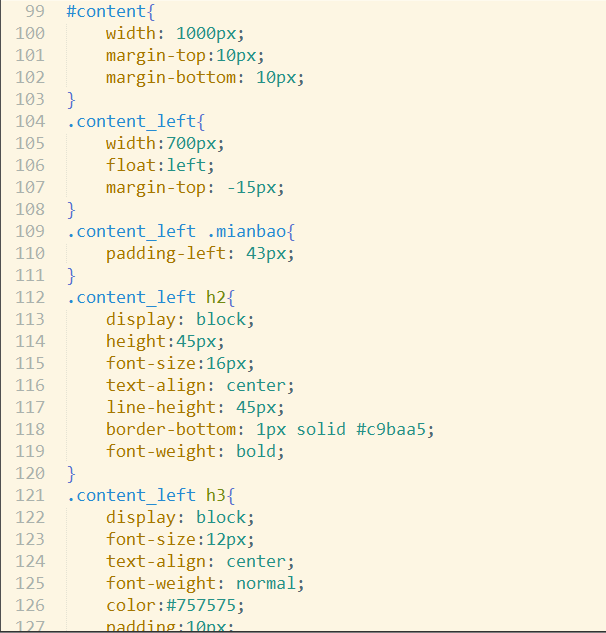 99 #content{
100 width: 1000px;
101 margin-top:10px;
102 margin-bottom: 10px;
103 }
104 .content_left{
105 width:700px;
106 float:left;
107 margin-top: -15px;
108 }
109 .content_left .mianbao{
110 padding-left: 43px;
111 }
112 .content_left h2{
113 display: block;
114 height:45px;
115 font-size:16px;
116 text-align: center;
117 line-height: 45px;
118 border-bottom: 1px solid #c9baa5;
119 font-weight: bold;
120 }
121 .content_left h3{
122 display: block;
123 font-size:12px;
124 text-align: center;
125 font-weight: normal;
126 color:#757575;
127 padding:10px;